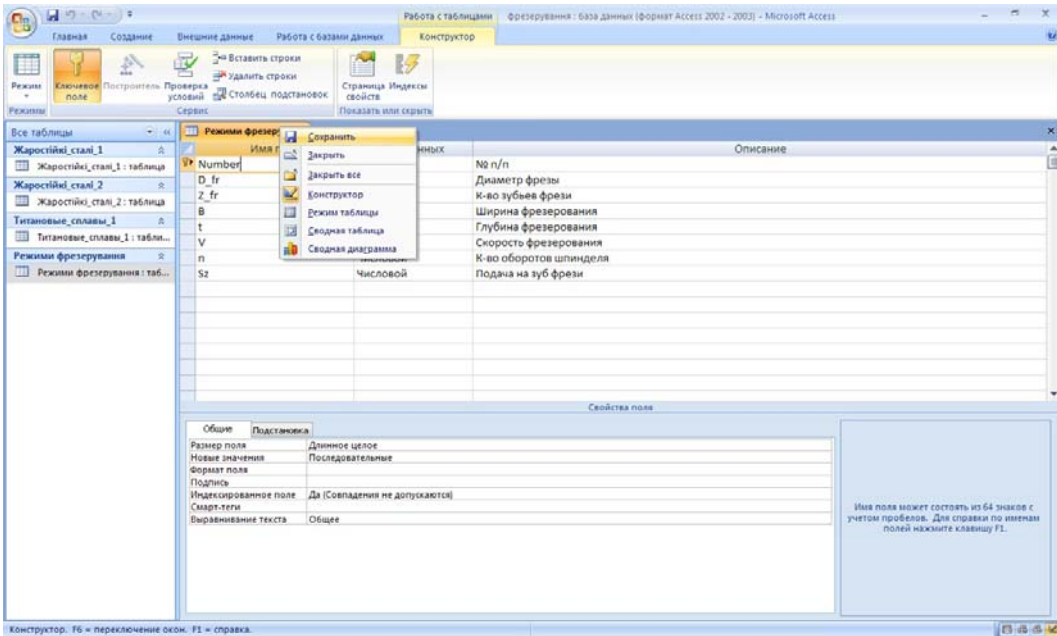 Работа с таблицами фрезерування : база данных (формат Access 2002 - 2003) - Microsoft Access
Главная Создание Внешние данные Работа с базами данных Конструктор
Режим
Ключевое поле
Построитель
Проверка условий
Вставить строки
Удалить строки
Столбец подстановок
Страница свойств
Индексы
Режимы Сервис Показать или скрыть
Все таблицы
Жаростійкі_сталі_1
Жаростійкі_сталі_1 : таблица
Жаростійкі_сталі_2
Жаростійкі_сталі_2 : таблица
Титановые_сплавы_1
Титановые_сплавы_1 : табли...
Режими фрезерування
Режими фрезерування : таб...
Режими фрезер
Имя нных Описание
Сохранить
Закрыть
Закрыть все
Конструктор
Режим таблицы
Сводная таблица
Сводная диаграмма
Number № п/п
D_fr Диаметр фрезы
Z_fr К-во зубьев фрези
B Ширина фрезерования
t Глубина фрезерования
V Скорость фрезерования
n К-во оборотов шпинделя
Sz Числовой Подача на зуб фрези
Свойства поля
Общие Подстановка
Размер поля Длинное целое
Новые значения Последовательные
Формат поля
Подпись
Индексированное поле Да (Совпадения не допускаются)
Смарт-теги
Выравнивание текста Общее
Имя поля может состоять из 64 знаков с
учетом пробелов. Для справки по именам
полей нажмите клавишу F1.
Конструктор. F6 = переключение окон. F1 = справка.